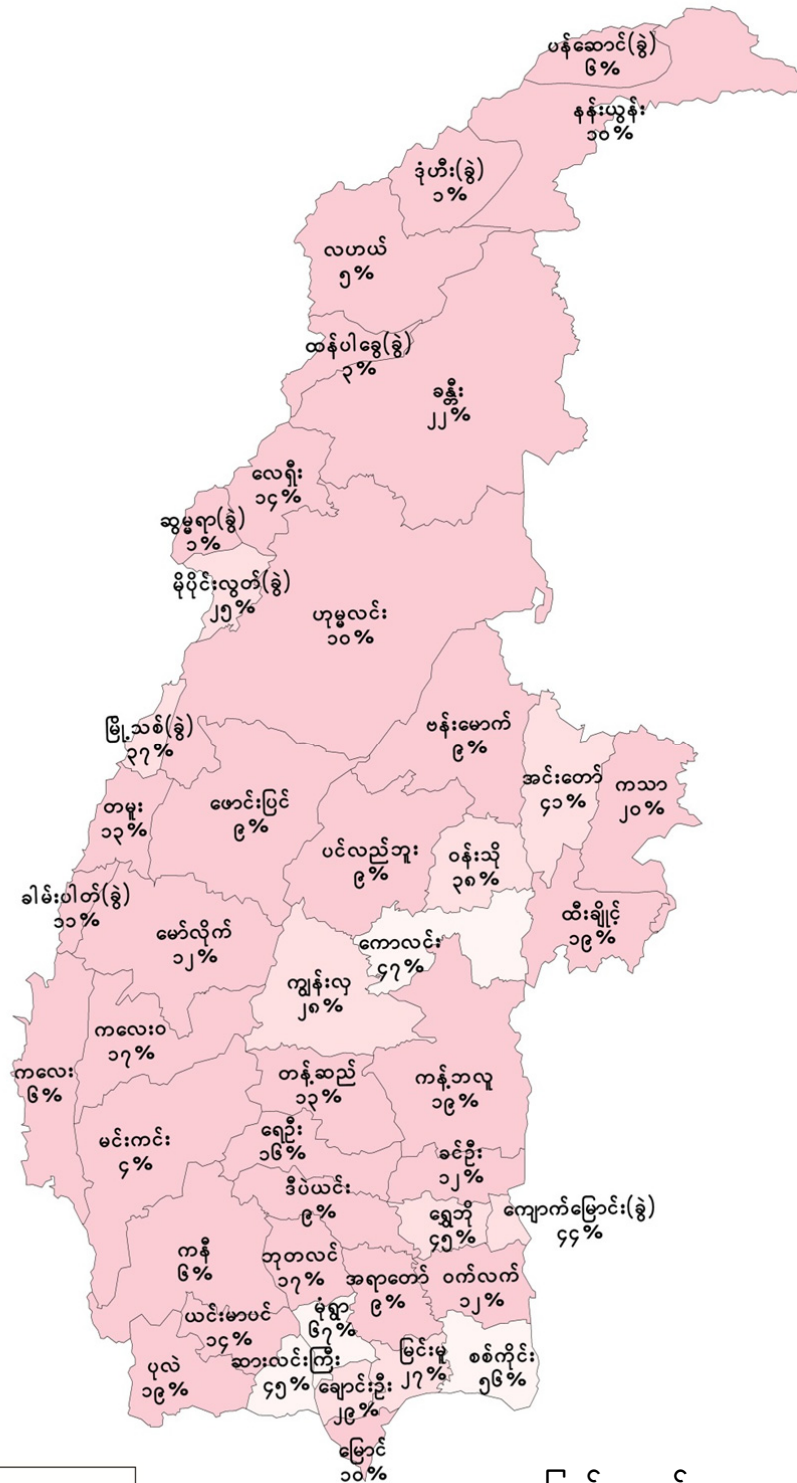 ပန်ဆောင်(ခွဲ)
၆%
နန်းယွန်း
၁၀%
ဒုံဟီး(ခွဲ)
၁%
လဟယ်
၅%
ထန်ပါခွေ(ခွဲ)
၃%
ခန္တီး
၂၂%
လေရှီး
၁၄%
ဆွမ္မရာ(ခွဲ)
၁%
မိုပိုင်းလွတ်(ခွဲ)
၂၅%
ဟုမ္မလင်း
၁၀%
မြို့သစ်(ခွဲ)
၃၇%
ဗန်းမောက်
၉%
အင်းတော်
၄၁%
ကသာ
၂၀%
တမူး
၁၃%
ဖောင်းပြင်
၉%
ပင်လည်ဘူး
၉%
ဝန်းသို
၃၈%
ခါမ်းပါတ်(ခွဲ)
၁၁%
မော်လိုက်
၁၂%
ကောလင်း
၄၇%
ထီးချိုင့်
၁၉%
ကျွန်းလှ
၂၈%
ကလေးဝ
၁၇%
ကလေး
၆%
တန့်ဆည်
၁၃%
ကန့်ဘလူ
၁၉%
မင်းကင်း
၄%
ရေဦး
၁၆%
ခင်ဦး
၁၂%
ဒီပဲယင်း
၉%
ရွှေဘို
၄၅%
ကျောက်မြောင်း(ခွဲ)
၄၄%
ကနီ
၆%
ဘုတလင်
၁၇%
အရာတော်
၉%
ဝက်လက်
၁၂%
ယင်းမာပင်
၁၄%
မုံရွာ
၆၇%
ပုလဲ
၁၉%
ဆားလင်းကြီး
၄၅%
ချောင်းဦး
၂၉%
မြင်းမူ
၂၇%
စစ်ကိုင်း
၅၆%
မြောင်
၁၀%